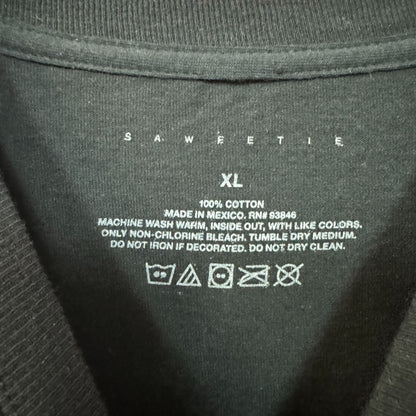 SAWEETIE
XL
100% COTTON
MADE IN MEXICO. RN# 93846
MACHINE WASH WARM, INSIDE OUT, WITH LIKE COLORS.
ONLY NON-CHLORINE BLEACH. TUMBLE DRY MEDIUM.
DO NOT IRON IF DECORATED. DO NOT DRY CLEAN.